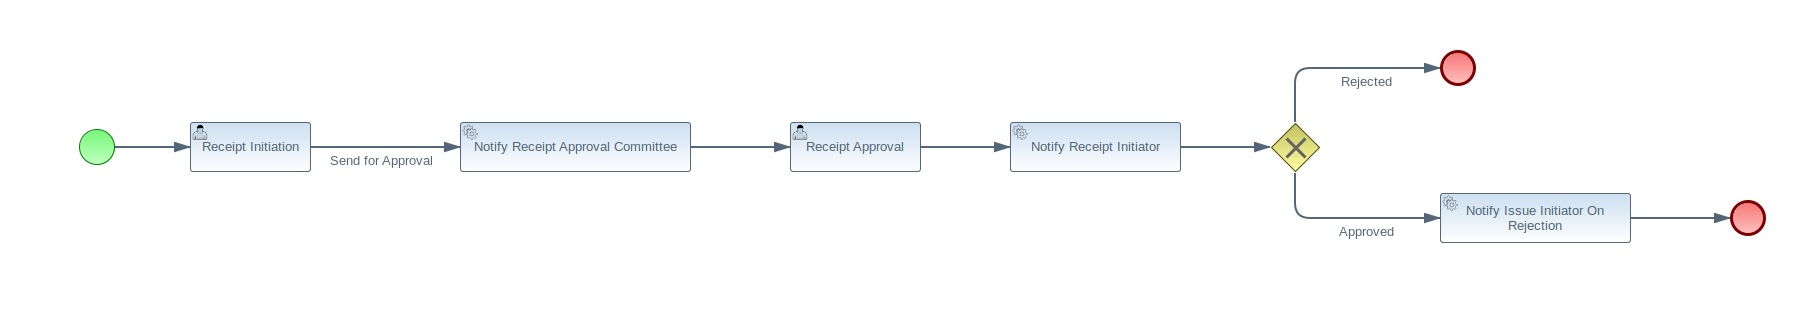 Receipt Initiation
Send for Approval
Notify Receipt Approval Committee
Receipt Approval
Notify Receipt Initiator
Rejected
Approved
Notify Issue Initiator On
Rejection